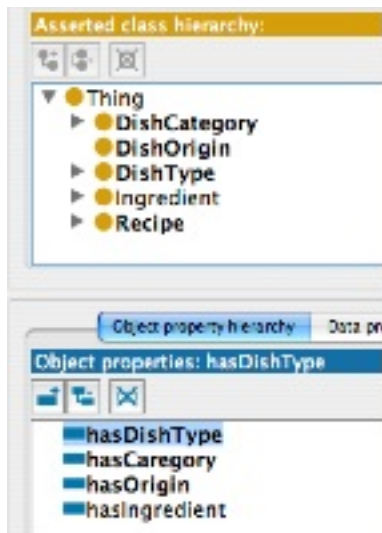 Asserted class hierarchy:
Thing
DishCategory
DishOrigin
DishType
Ingredient
Recipe
Object property hierarchy Data pr
Object properties: hasDishType
hasDishType
hasCaregory
hasOrigin
hasIngredient